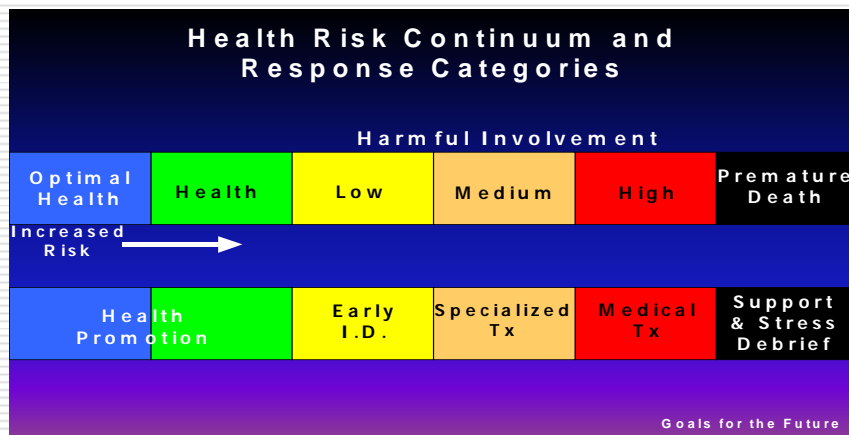 Health Risk Continuum and
Response Categories
Harmful Involvement
Optimal
Health
Health
Low
Medium
High
Premature
Death
Increased
Risk
Health
Promotion
Early
I.D.
Specialized
Tx
Medical
Tx
Support
& Stress
Debrief
Goals for the Future